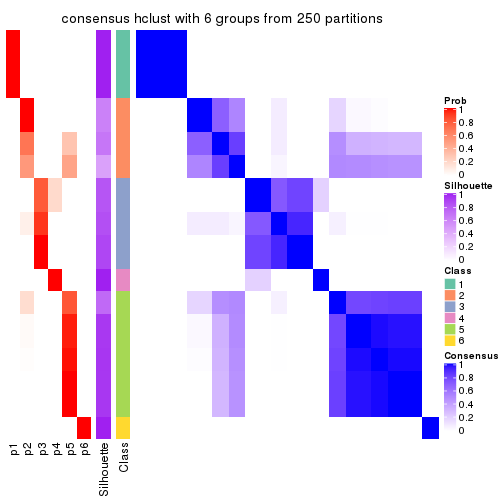 consensus hclust with 6 groups from 250 partitions
Prob
1
0.8
0.6
0.4
0.2
0
Silhouette
1
0.8
0.6
0.4
0.2
0
Class
1
2
3
4
5
6
Consensus
1
0.8
0.6
0.4
0.2
0
p1
p2
p3
p4
p5
p6
Silhouette
Class